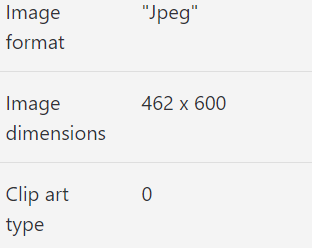 Image "Jpeg"
format
Image 462 x 600
dimensions
Clip art 0
type